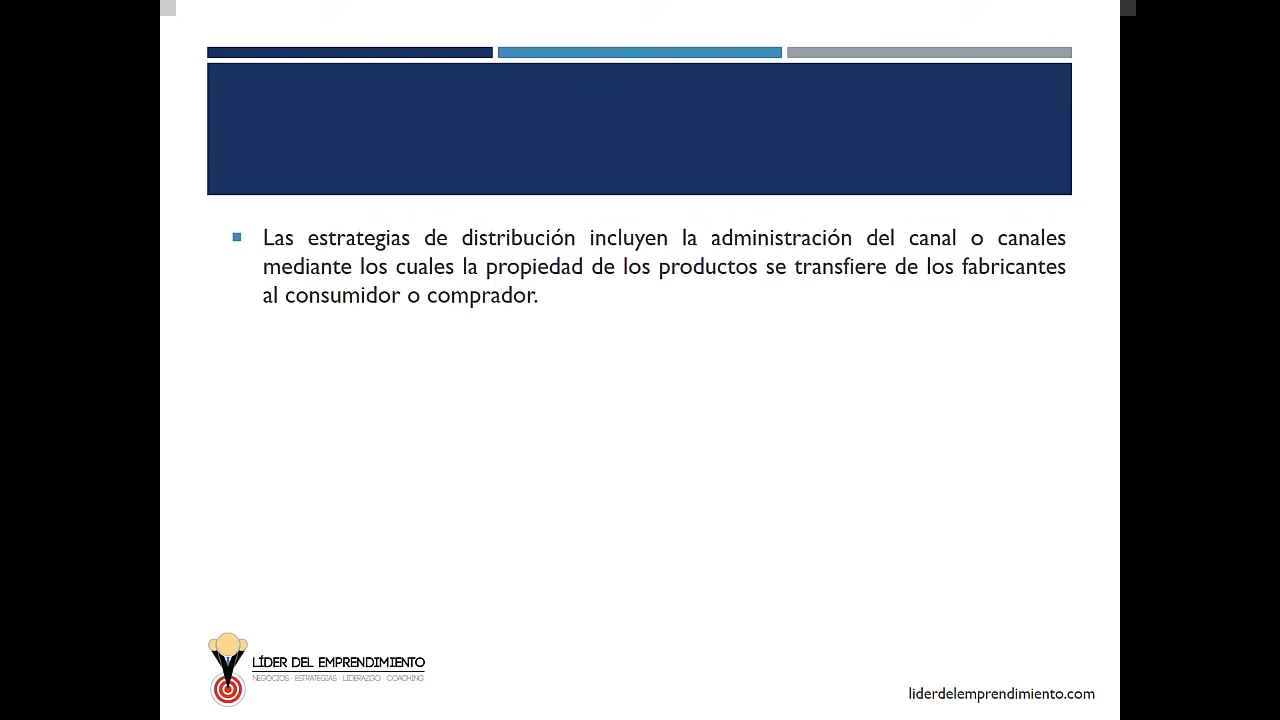 Las estrategias de distribución incluyen la administración del canal o canales
mediante los cuales la propiedad de los productos se transfiere de los fabricantes
al consumidor o comprador.
LÍDER DEL EMPRENDIMIENTO
NEGOCIOS · ESTRATEGIAS · LIDERAZGO · COACHING
liderdelemprendimiento.com